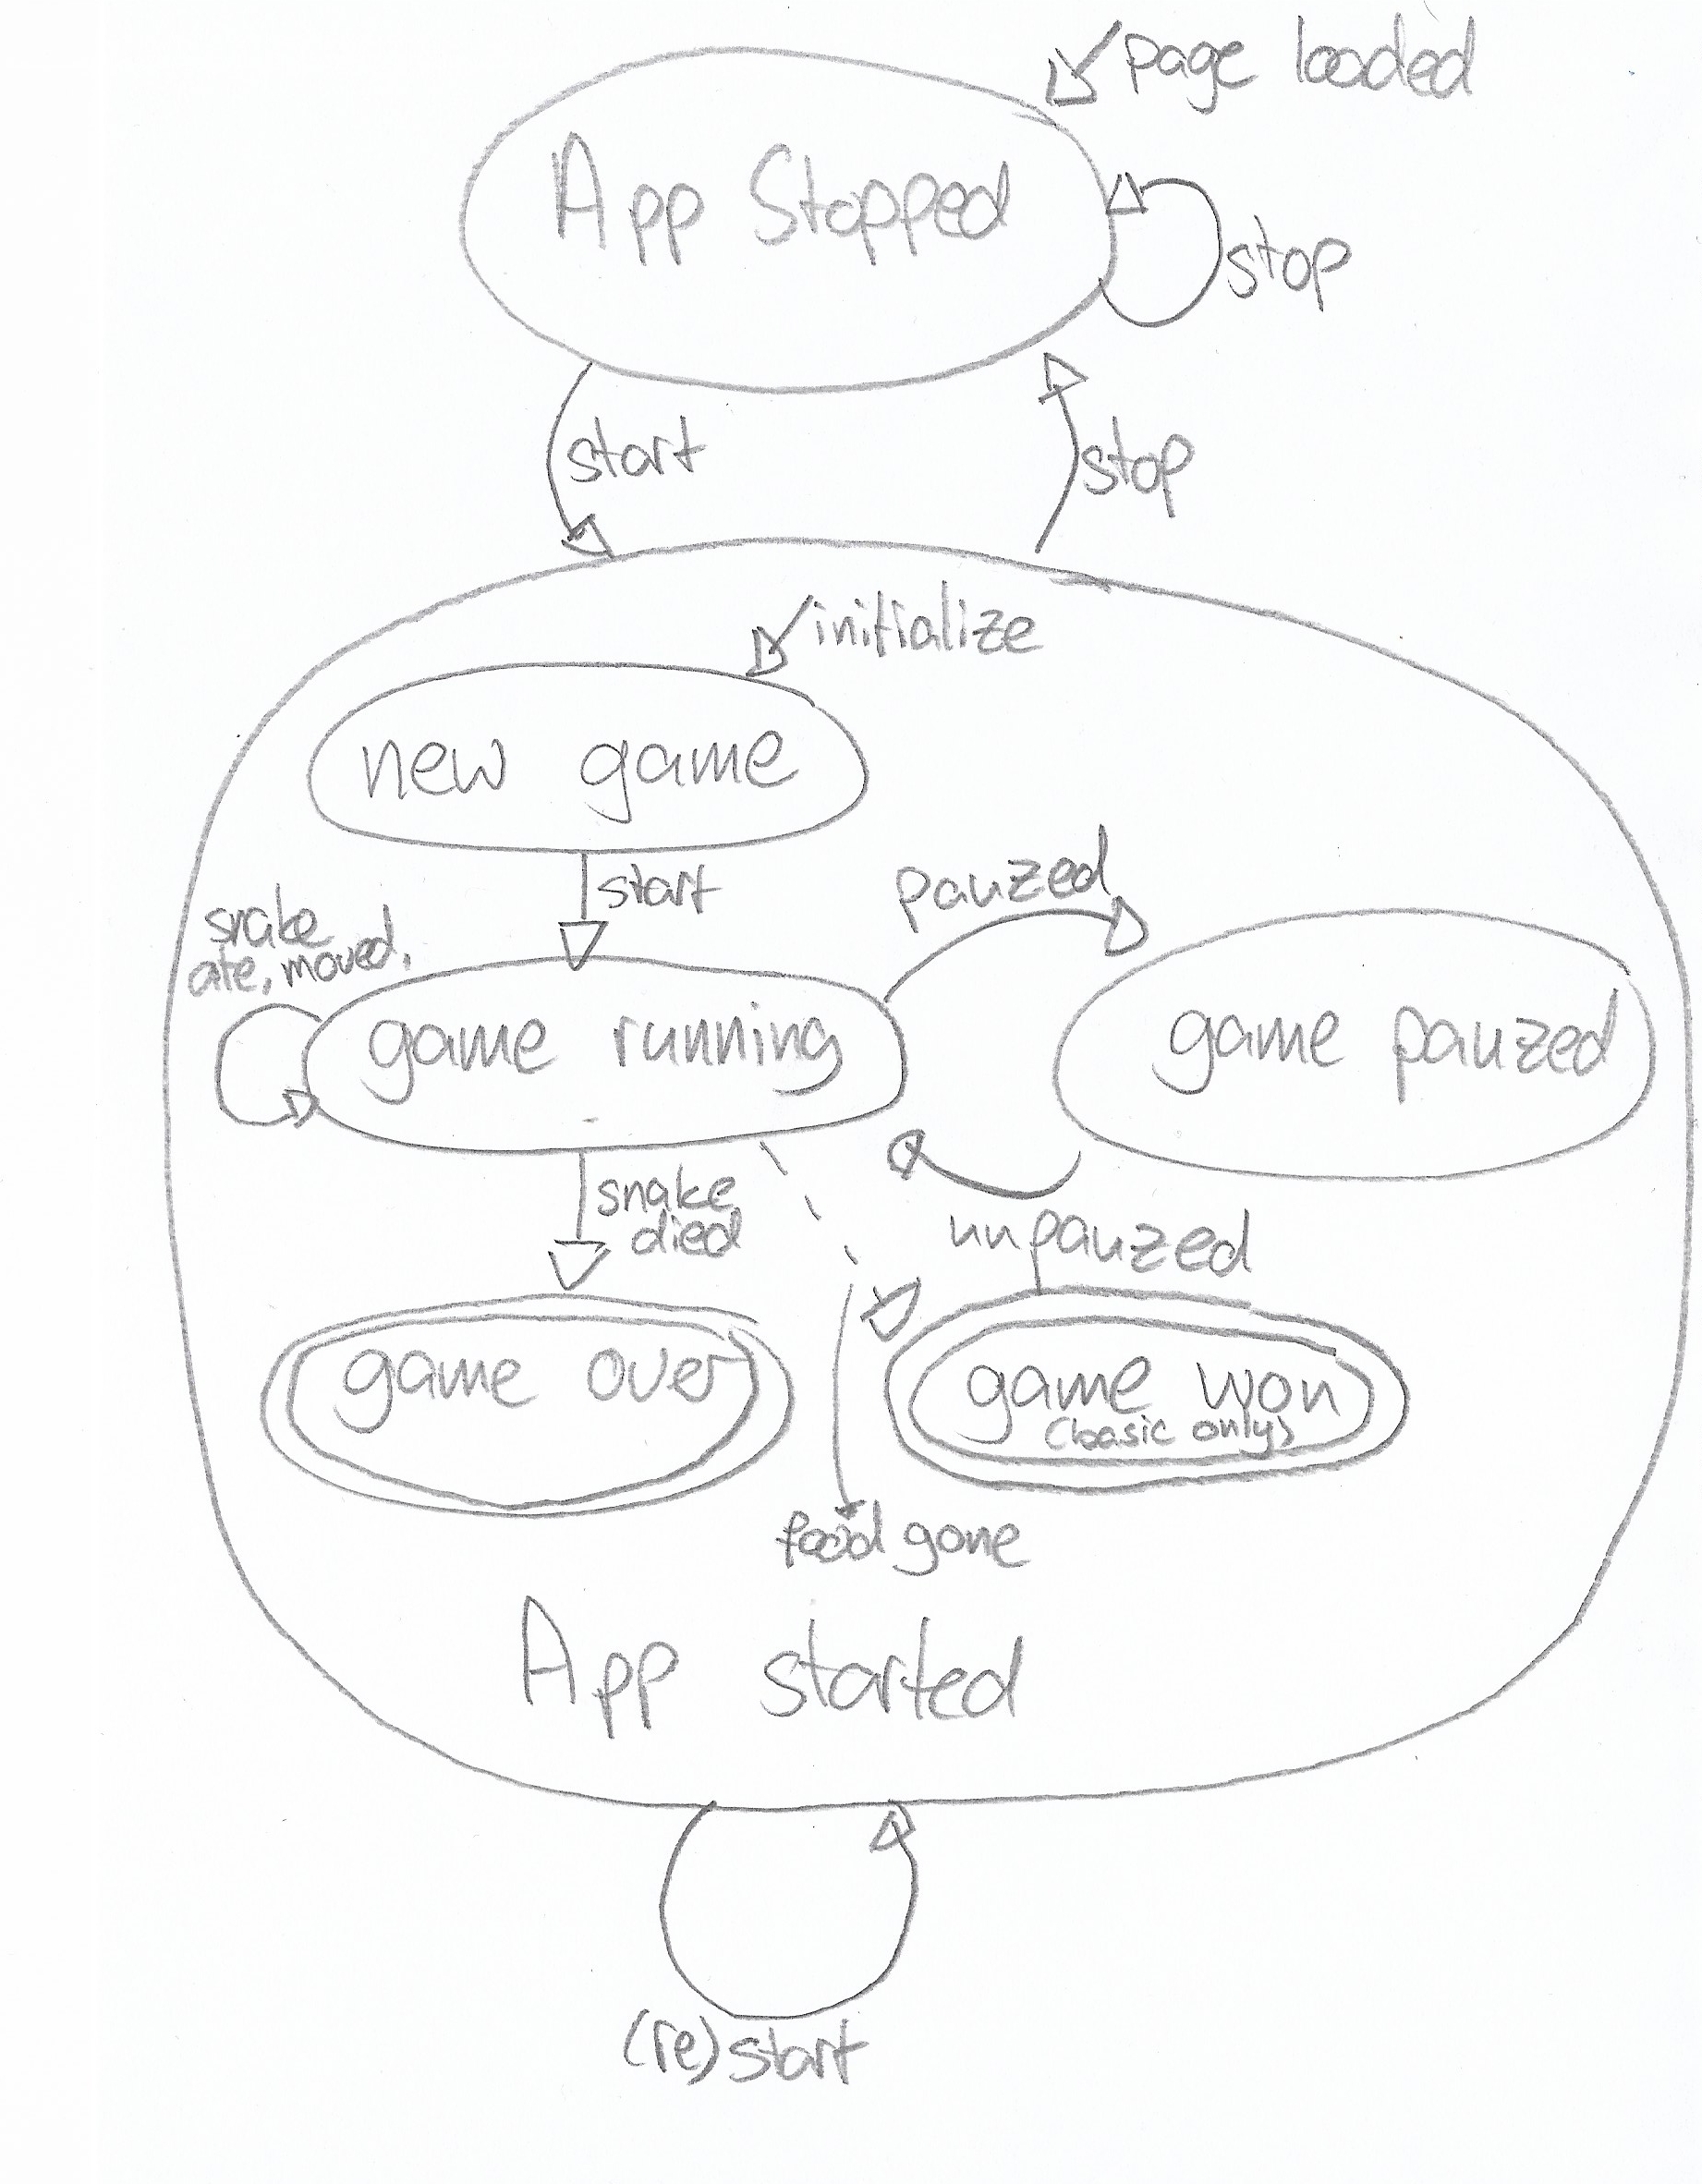 page loaded
App Stopped
stop
start
stop
initialize
new game
start
pauzed
snake
ate, moved,
game running
game pauzed
snake
died
unpauzed
game over
game won
(basic only)
food gone
App started
(re)start